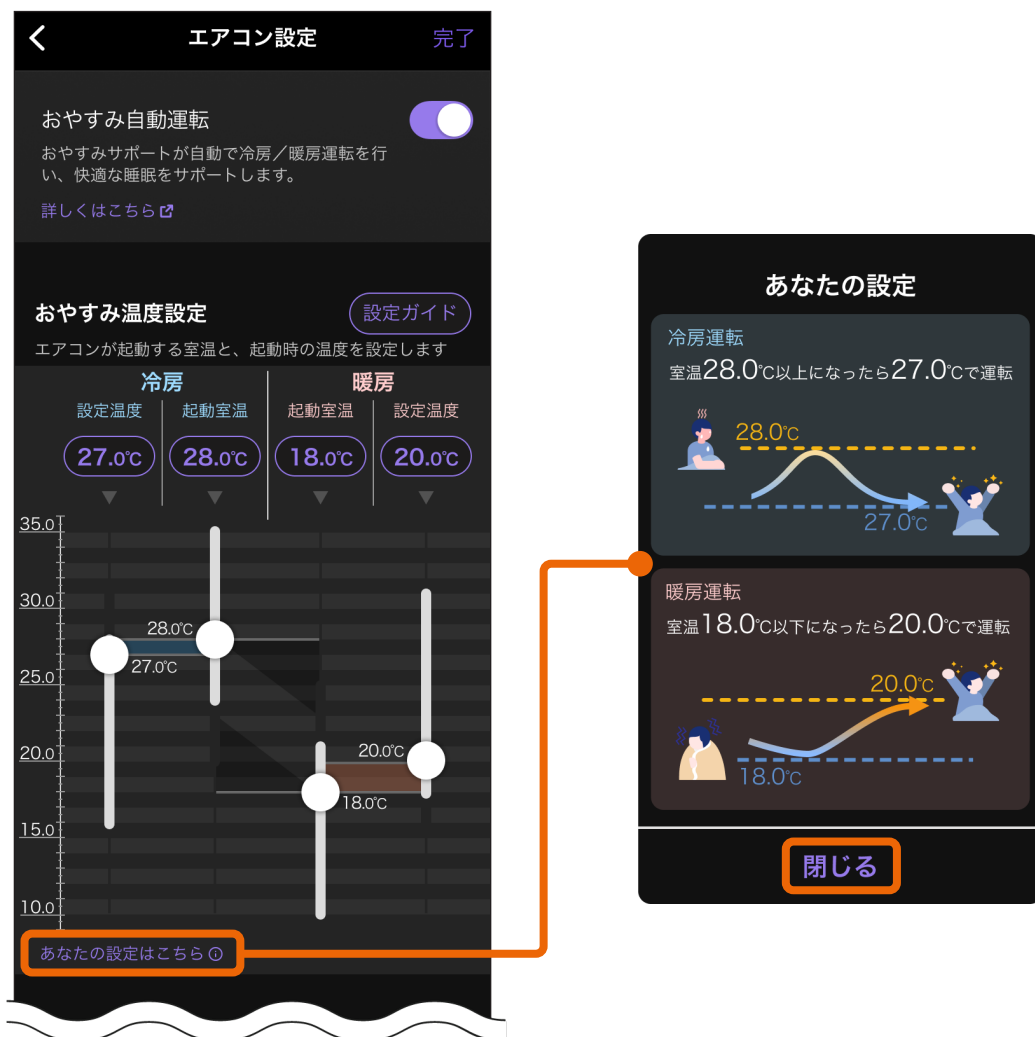 エアコン設定
完了
おやすみ自動運転
おやすみサポートが自動で冷房／暖房運転を行
い、快適な睡眠をサポートします。
詳しくはこちら
おやすみ温度設定
設定ガイド
エアコンが起動する室温と、起動時の温度を設定します
冷房
暖房
設定温度
起動室温
起動室温
設定温度
27.0℃
28.0℃
18.0℃
20.0℃
35.0
30.0
28.0℃
27.0℃
25.0
20.0
20.0℃
18.0℃
15.0
10.0
あなたの設定はこちら
あなたの設定
冷房運転
室温28.0℃以上になったら27.0℃で運転
28.0℃
27.0℃
暖房運転
室温18.0℃以下になったら20.0℃で運転
20.0℃
18.0℃
閉じる